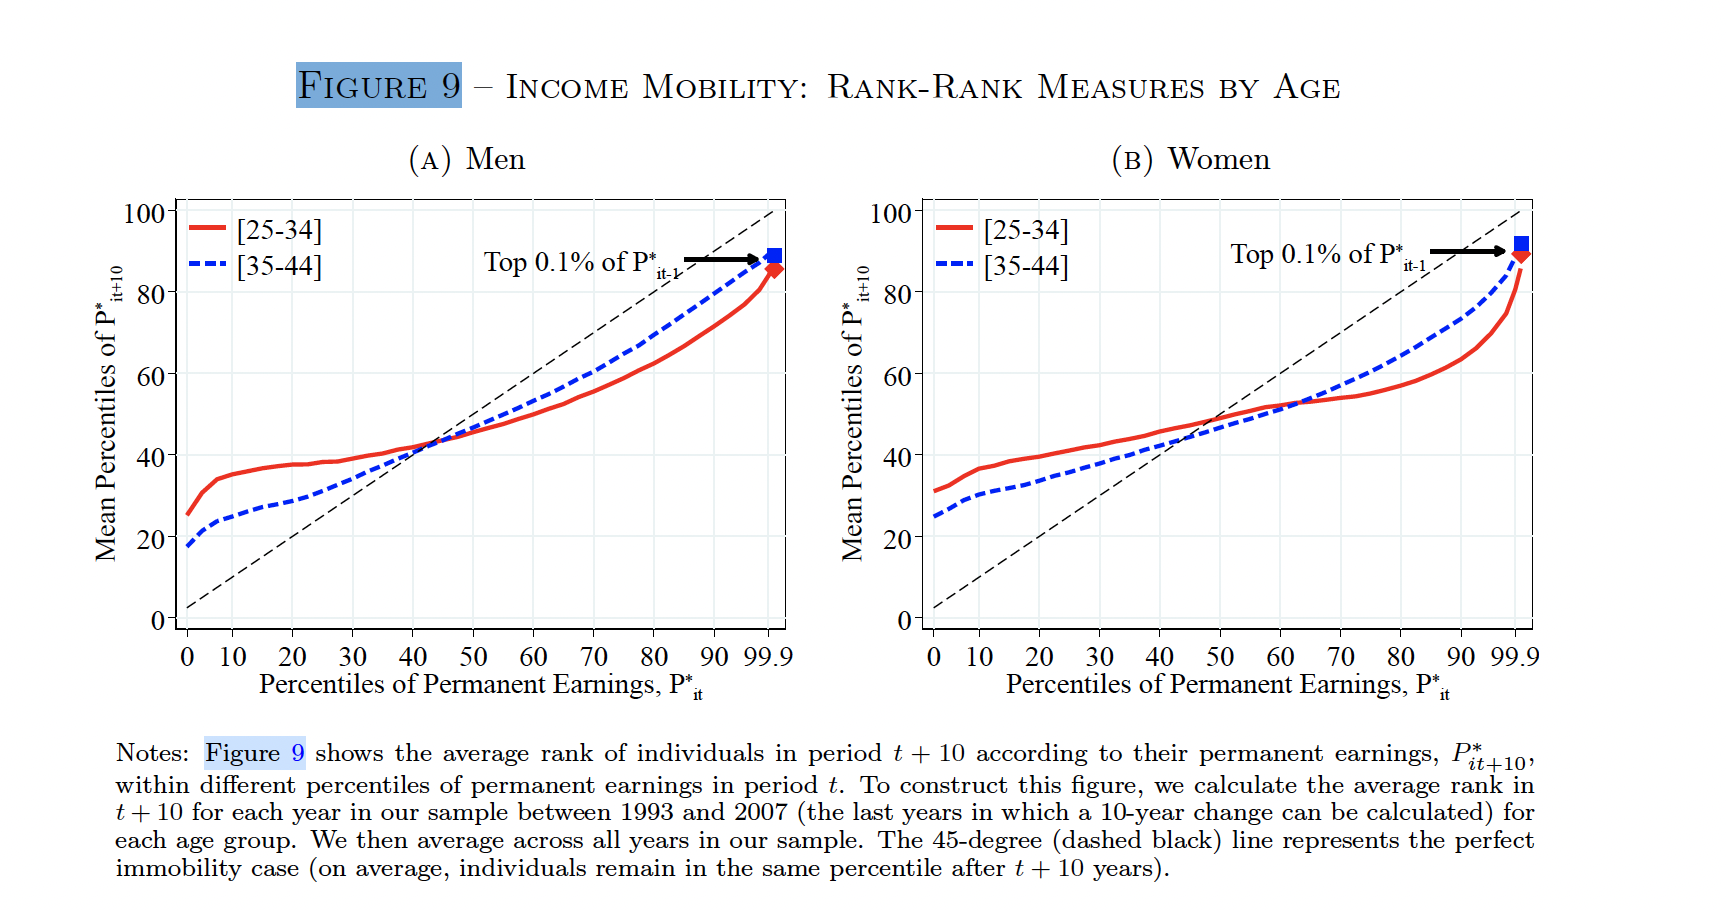 FIGURE 9 – INCOME MOBILITY: RANK-RANK MEASURES BY AGE
(A) Men
100
80
60
40
20
0
Mean Percentiles of P*it+10
[25-34]
[35-44]
Top 0.1% of P*it-1
0 10 20 30 40 50 60 70 80 90 99.9
Percentiles of Permanent Earnings, P*it
(B) Women
100
80
60
40
20
0
Mean Percentiles of P*it+10
[25-34]
[35-44]
Top 0.1% of P*it-1
0 10 20 30 40 50 60 70 80 90 99.9
Percentiles of Permanent Earnings, P*it
Notes: Figure 9 shows the average rank of individuals in period t + 10 according to their permanent earnings, P*it+10,
within different percentiles of permanent earnings in period t. To construct this figure, we calculate the average rank in
t + 10 for each year in our sample between 1993 and 2007 (the last years in which a 10-year change can be calculated) for
each age group. We then average across all years in our sample. The 45-degree (dashed black) line represents the perfect
immobility case (on average, individuals remain in the same percentile after t + 10 years).